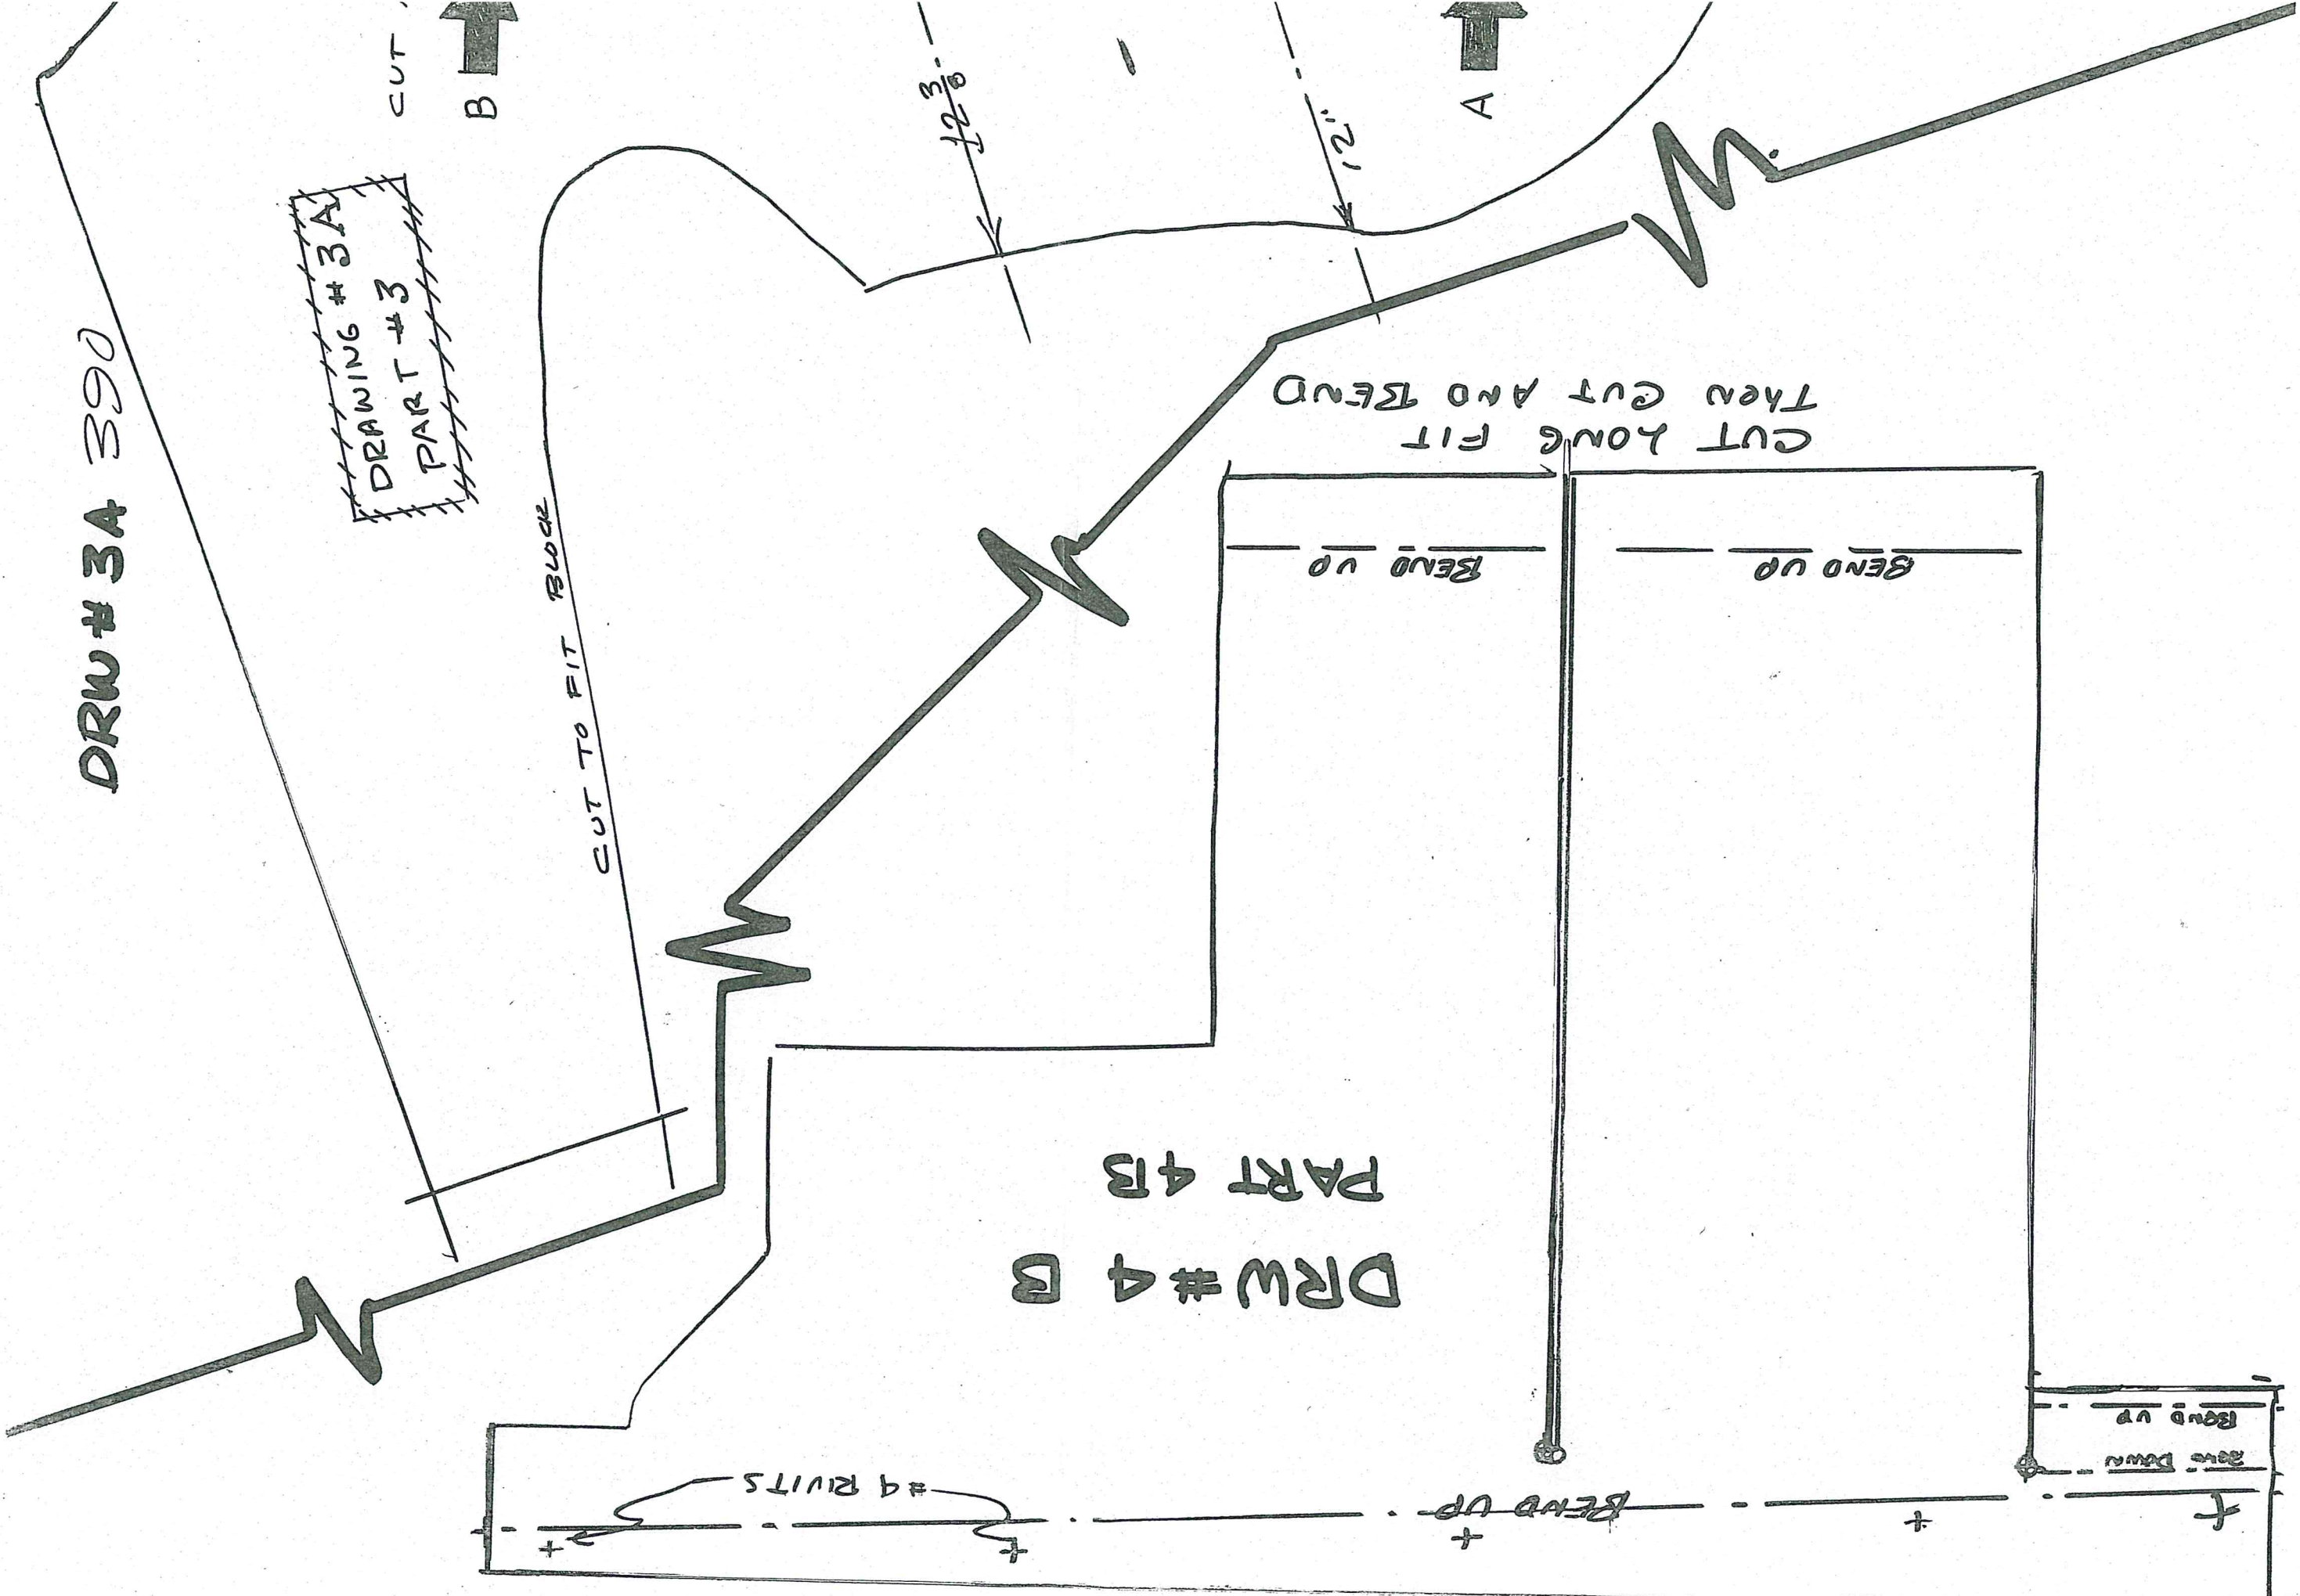 DRW # 3A 390
DRAWING # 3A
PART # 3
CUT
B
12 3/8
12"
A
CUT TO FIT BLOCK
CUT LONG FIT
THEN CUT AND BEND
BEND UP
BEND UP
PART 4B
DRW # 4 B
BEND UP
BEND DOWN
#4 RIVITS
BEND UP